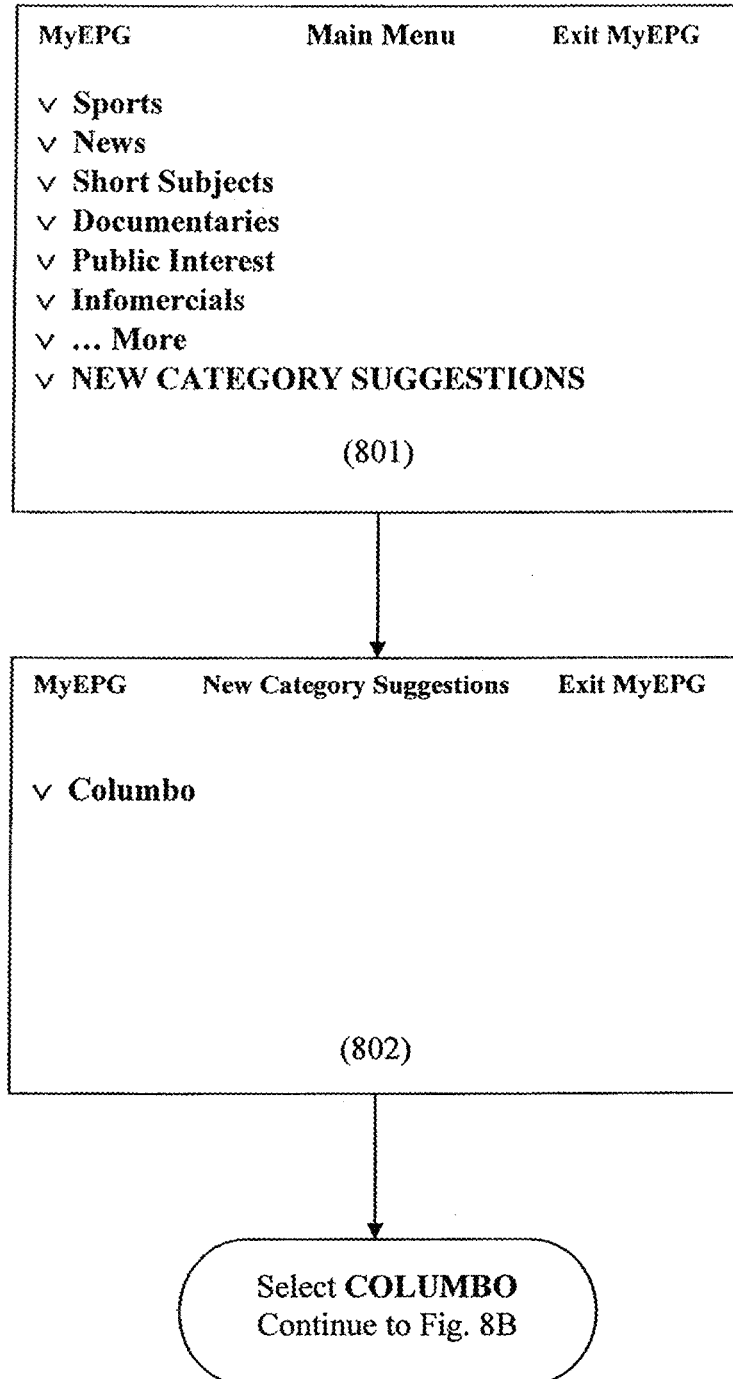 MyEPG Main Menu Exit MyEPG
∨ Sports
∨ News
∨ Short Subjects
∨ Documentaries
∨ Public Interest
∨ Infomercials
∨ ... More
∨ NEW CATEGORY SUGGESTIONS
(801)
MyEPG New Category Suggestions Exit MyEPG
∨ Columbo
(802)
Select COLUMBO
Continue to Fig. 8B